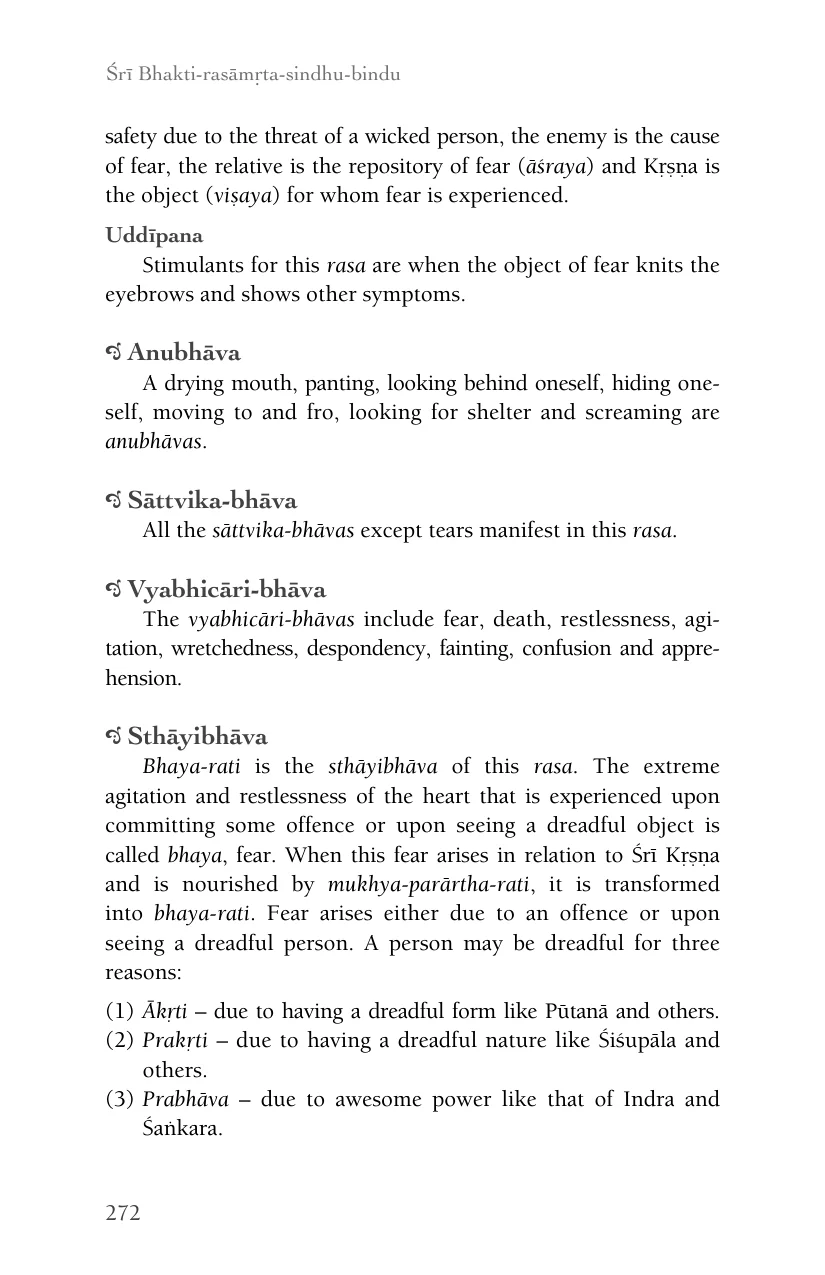 Śrī Bhakti-rasāmṛta-sindhu-bindu
safety due to the threat of a wicked person, the enemy is the cause
of fear, the relative is the repository of fear (āśraya) and Kṛṣṇa is
the object (viṣaya) for whom fear is experienced.
Uddīpana
Stimulants for this rasa are when the object of fear knits the
eyebrows and shows other symptoms.
Anubhāva
A drying mouth, panting, looking behind oneself, hiding one-
self, moving to and fro, looking for shelter and screaming are
anubhāvas.
Sāttvika-bhāva
All the sāttvika-bhāvas except tears manifest in this rasa.
Vyabhicāri-bhāva
The vyabhicāri-bhāvas include fear, death, restlessness, agi-
tation, wretchedness, despondency, fainting, confusion and appre-
hension.
Sthāyibhāva
Bhaya-rati is the sthāyibhāva of this rasa. The extreme
agitation and restlessness of the heart that is experienced upon
committing some offence or upon seeing a dreadful object is
called bhaya, fear. When this fear arises in relation to Śrī Kṛṣṇa
and is nourished by mukhya-parārtha-rati, it is transformed
into bhaya-rati. Fear arises either due to an offence or upon
seeing a dreadful person. A person may be dreadful for three
reasons:
(1) Ākṛti – due to having a dreadful form like Pūtanā and others.
(2) Prakṛti – due to having a dreadful nature like Śiśupāla and
others.
(3) Prabhāva – due to awesome power like that of Indra and
Śaṅkara.
272